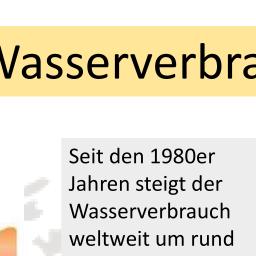 Wasserverbra
Seit den 1980er
Jahren steigt der
Wasserverbrauch
weltweit um rund